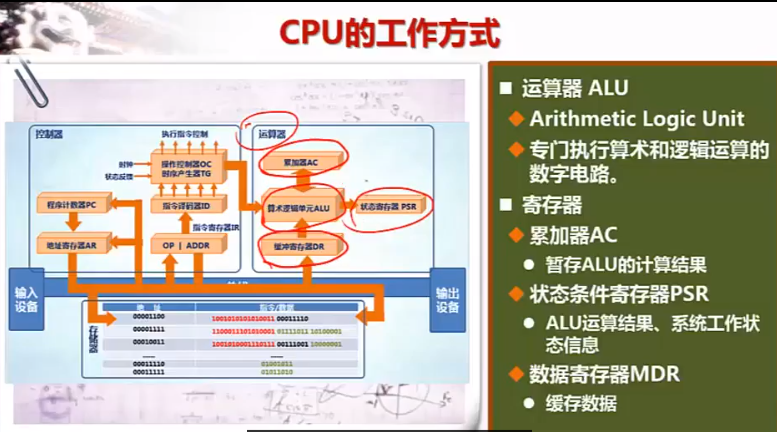 CPU的工作方式
控制器
执行指令控制
运算器
时钟
状态反馈
操作控制器OC
时序产生器TG
累加器AC
程序计数器PC
指令译码器ID
算术逻辑单元ALU
状态寄存器 PSR
指令寄存器IR
地址寄存器AR
OP | ADDR
缓冲寄存器DR
输入
设备
输出
设备
存储器
地 址 指令/数据
00001100 1001010101010011 00011110
00001111 1100011101010001 01111011 10100001
00010011 1001010001110111 00111001 10000001
......
00011110 01001011
00011111 01011010
■ 运算器 ALU
◆ Arithmetic Logic Unit
◆ 专门执行算术和逻辑运算的
数字电路。
■ 寄存器
◆ 累加器AC
● 暂存ALU的计算结果
◆ 状态条件寄存器PSR
● ALU运算结果、系统工作状
态信息
◆ 数据寄存器MDR
● 缓存数据